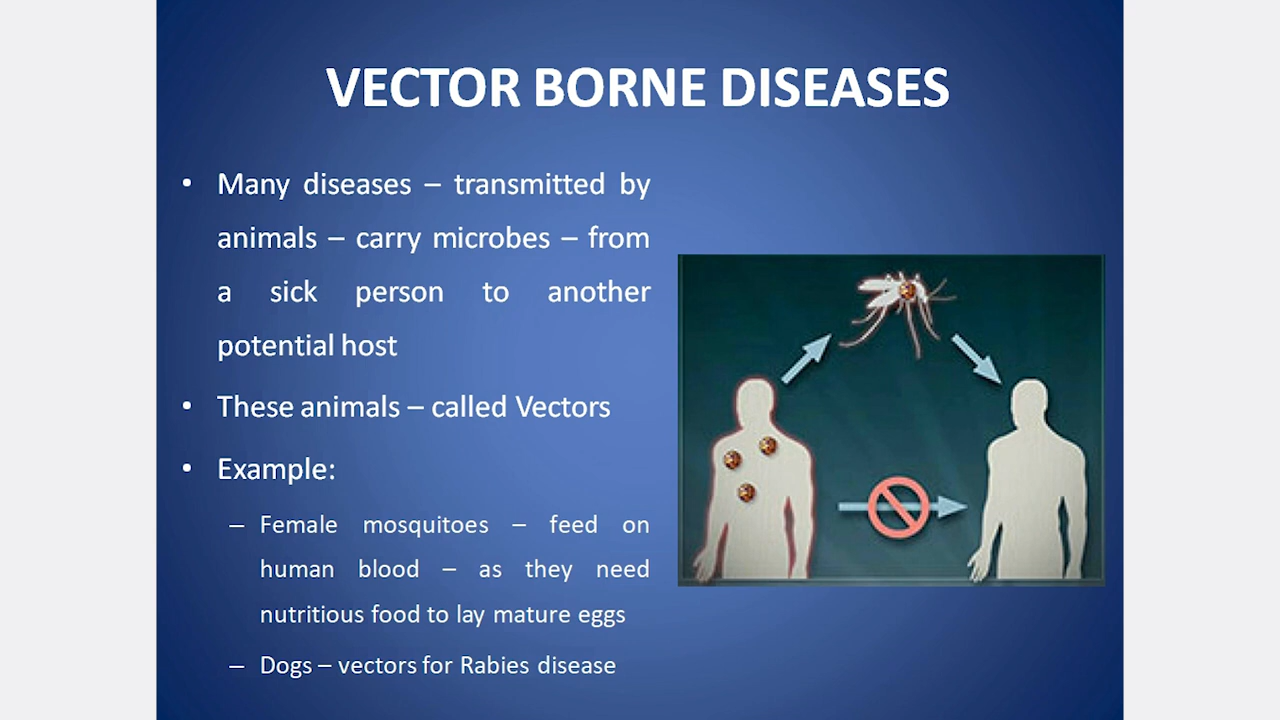 VECTOR BORNE DISEASES
• Many diseases – transmitted by
animals – carry microbes – from
a sick person to another
potential host
• These animals – called Vectors
• Example:
– Female mosquitoes – feed on
human blood – as they need
nutritious food to lay mature eggs
– Dogs – vectors for Rabies disease